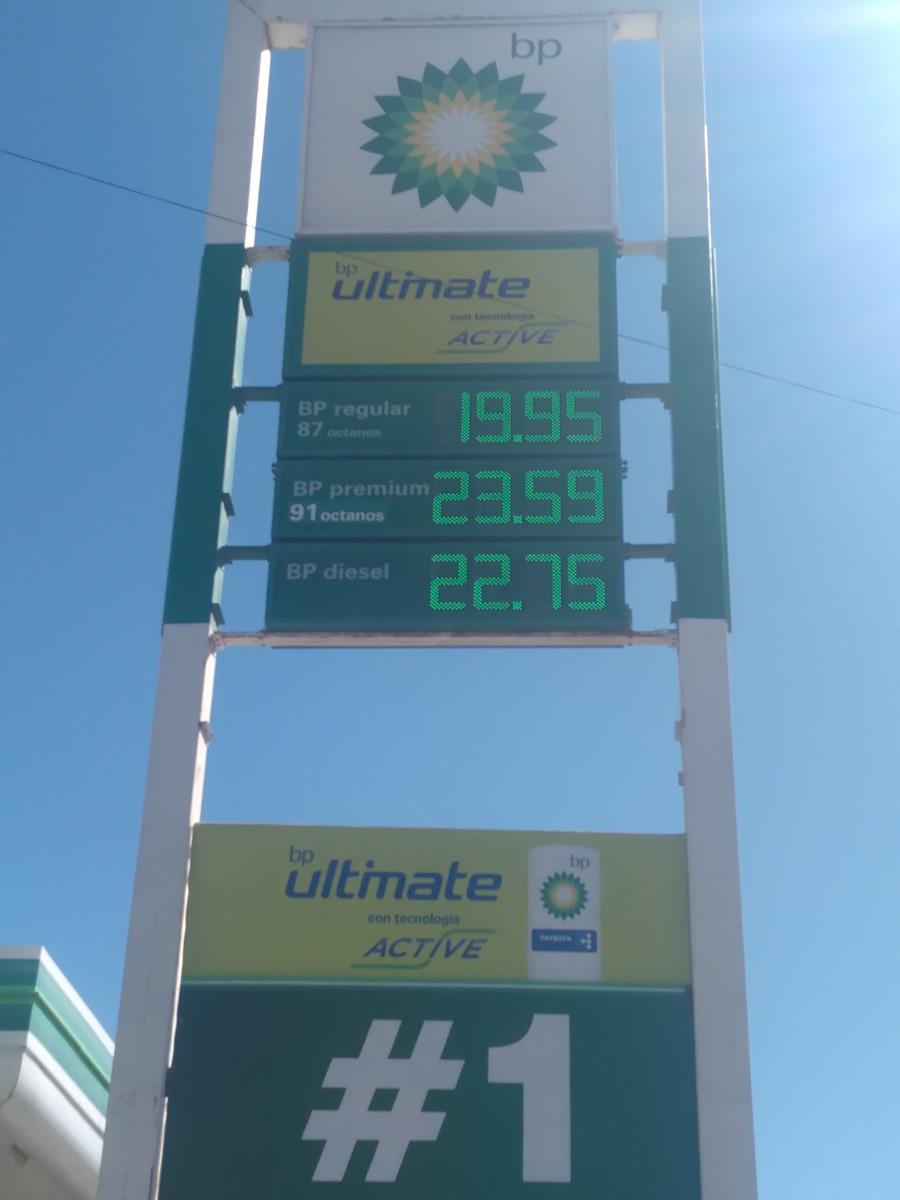 bp
bp
ultimate
con tecnología
ACTIVE
BP regular 19.95
87 octanos
BP premium 23.59
91 octanos
BP diesel 22.75
bp
ultimate
con tecnología
ACTIVE
bp
PAYBACK
#1